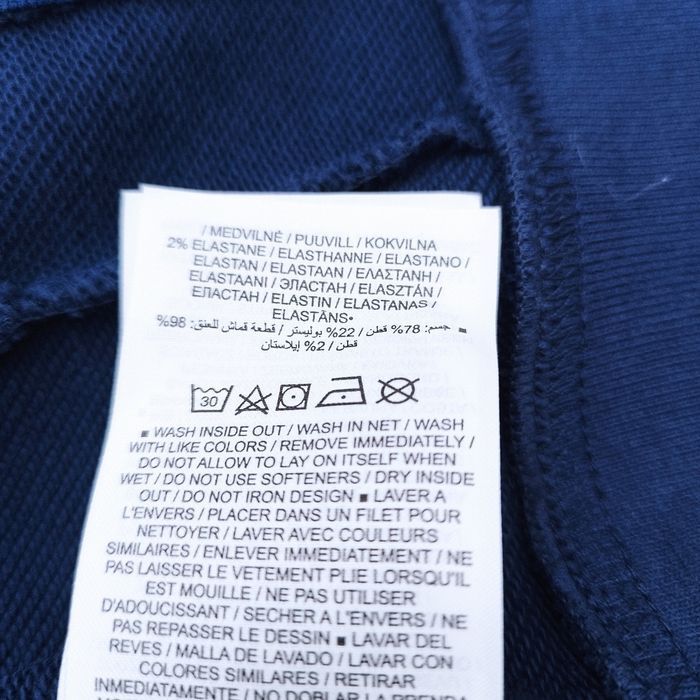 / MEDVILNĖ / PUUVILL / KOKVILNA
2% ELASTANE / ELASTHANNE / ELASTANO /
ELASTAN / ELASTAAN / ΕΛΑΣΤΑΝΗ /
ELASTAANI / ЭЛАСТАН / ELASZTÁN /
ЕЛАСТАН / ELASTIN / ELASTANAS /
ELASTĀNS•
▪ جسم: 78% قطن / 22% بوليستر / قطعة قماش للعنق: 98%
قطن / 2% إيلاستان
30
▪ WASH INSIDE OUT / WASH IN NET / WASH
WITH LIKE COLORS / REMOVE IMMEDIATELY /
DO NOT ALLOW TO LAY ON ITSELF WHEN
WET / DO NOT USE SOFTENERS / DRY INSIDE
OUT / DO NOT IRON DESIGN ▪ LAVER A
L'ENVERS / PLACER DANS UN FILET POUR
NETTOYER / LAVER AVEC COULEURS
SIMILAIRES / ENLEVER IMMEDIATEMENT / NE
PAS LAISSER LE VETEMENT PLIE LORSQU'IL
EST MOUILLE / NE PAS UTILISER
D'ADOUCISSANT / SECHER A L'ENVERS / NE
PAS REPASSER LE DESSIN ▪ LAVAR DEL
REVES / MALLA DE LAVADO / LAVAR CON
COLORES SIMILARES / RETIRAR
INMEDIATAMENTE / NO DOBLAR LA PRENDA